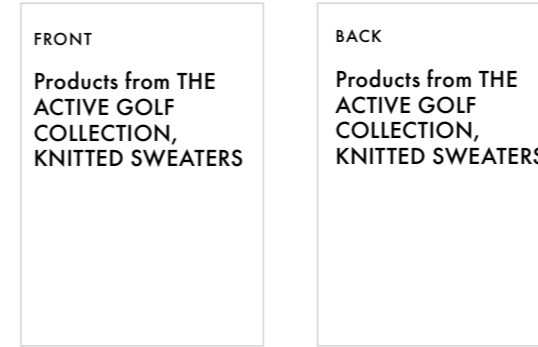 FRONT
Products from THE
ACTIVE GOLF
COLLECTION,
KNITTED SWEATERS
BACK
Products from THE
ACTIVE GOLF
COLLECTION,
KNITTED SWEATERS